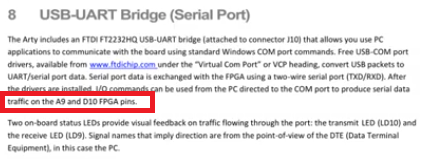 8 USB-UART Bridge (Serial Port)
The Arty includes an FTDI FT2232HQ USB-UART bridge (attached to connector J10) that allows you use PC
applications to communicate with the board using standard Windows COM port commands. Free USB-COM port
drivers, available from www.ftdichip.com under the "Virtual Com Port" or VCP heading, convert USB packets to
UART/serial port data. Serial port data is exchanged with the FPGA using a two-wire serial port (TXD/RXD). After
the drivers are installed, I/O commands can be used from the PC directed to the COM port to produce serial data
traffic on the A9 and D10 FPGA pins.
Two on-board status LEDs provide visual feedback on traffic flowing through the port: the transmit LED (LD10) and
the receive LED (LD9). Signal names that imply direction are from the point-of-view of the DTE (Data Terminal
Equipment), in this case the PC.